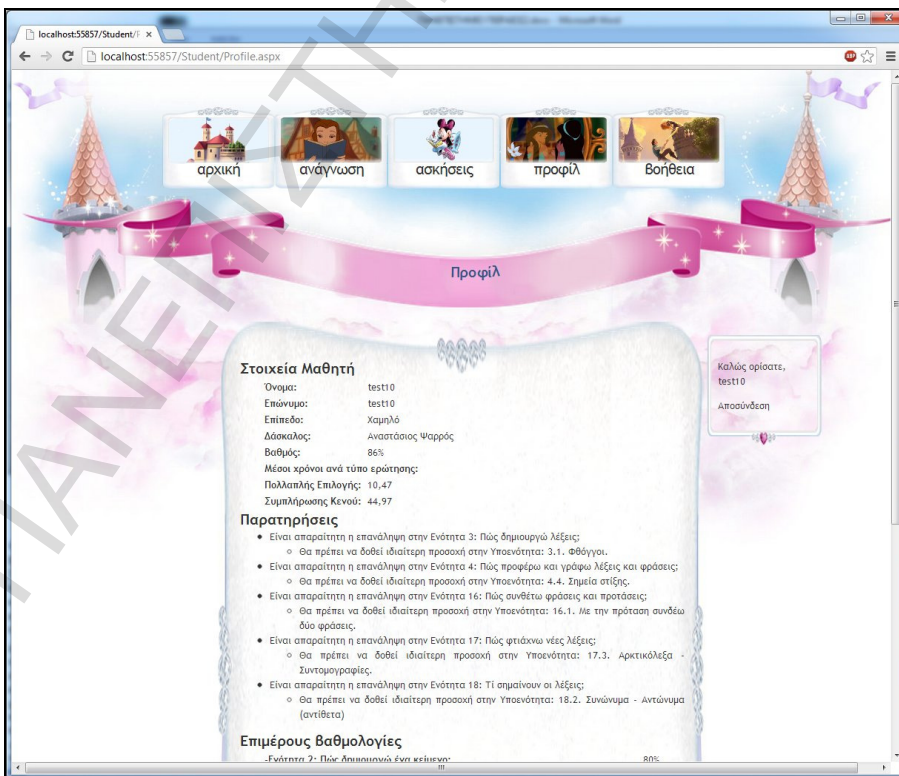 localhost:55857/Student/P
localhost:55857/Student/Profile.aspx
ABP
αρχική
ανάγνωση
ασκήσεις
προφίλ
βοήθεια
Προφίλ
Στοιχεία Μαθητή
Όνομα: test10
Επώνυμο: test10
Επίπεδο: Χαμηλό
Δάσκαλος: Αναστάσιος Ψαρρός
Βαθμός: 86%
Μέσοι χρόνοι ανά τύπο ερώτησης:
Πολλαπλής Επιλογής: 10,47
Συμπλήρωσης Κενού: 44,97
Καλώς ορίσατε,
test10
Αποσύνδεση
Παρατηρήσεις
Είναι απαραίτητη η επανάληψη στην Ενότητα 3: Πώς δημιουργώ λέξεις;
Θα πρέπει να δοθεί ιδιαίτερη προσοχή στην Υποενότητα: 3.1. Φθόγγοι.
Είναι απαραίτητη η επανάληψη στην Ενότητα 4: Πώς προφέρω και γράφω λέξεις και φράσεις;
Θα πρέπει να δοθεί ιδιαίτερη προσοχή στην Υποενότητα: 4.4. Σημεία στίξης.
Είναι απαραίτητη η επανάληψη στην Ενότητα 16: Πώς συνθέτω φράσεις και προτάσεις;
Θα πρέπει να δοθεί ιδιαίτερη προσοχή στην Υποενότητα: 16.1. Με την πρόταση συνδέω
δύο φράσεις.
Είναι απαραίτητη η επανάληψη στην Ενότητα 17: Πώς φτιάχνω νέες λέξεις;
Θα πρέπει να δοθεί ιδιαίτερη προσοχή στην Υποενότητα: 17.3. Αρκτικόλεξα -
Συντομογραφίες.
Είναι απαραίτητη η επανάληψη στην Ενότητα 18: Τί σημαίνουν οι λέξεις;
Θα πρέπει να δοθεί ιδιαίτερη προσοχή στην Υποενότητα: 18.2. Συνώνυμα - Αντώνυμα
(αντίθετα)
Επιμέρους βαθμολογίες
-Ενότητα 2: Πώς δημιουργώ ένα κείμενο: 80%